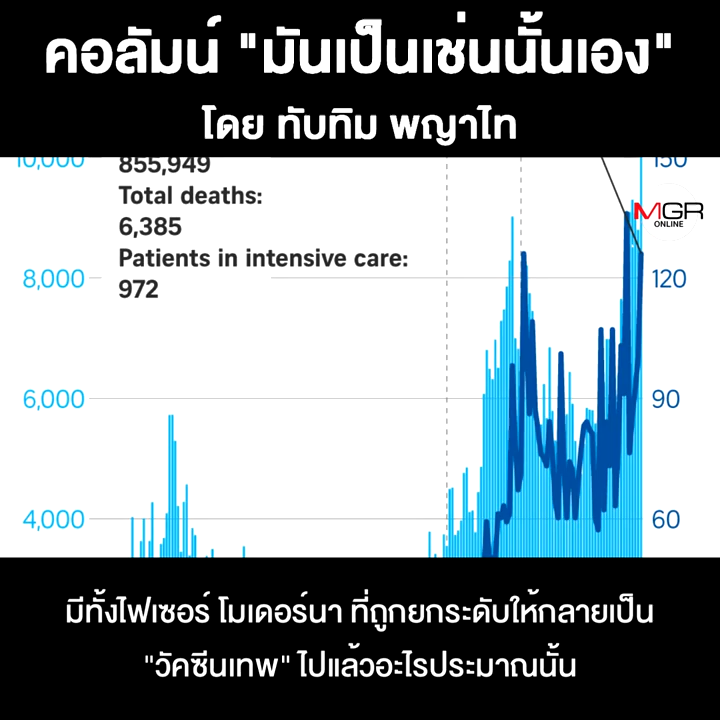 คอลัมน์ "มันเป็นเช่นนั้นเอง"
โดย ทับทิม พญาไท
10,000
855,949
150
Total deaths:
6,385
MGR
ONLINE
Patients in intensive care:
8,000
972
120
6,000
90
4,000
60
มีทั้งไฟเซอร์ โมเดอร์นา ที่ถูกยกระดับให้กลายเป็น
"วัคซีนเทพ" ไปแล้วอะไรประมาณนั้น